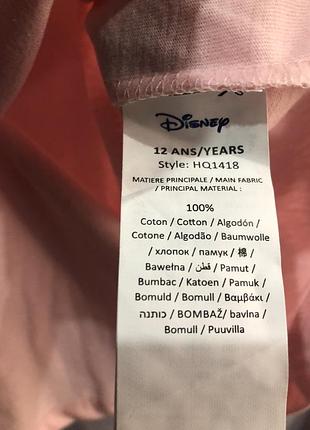 Disney
12 ANS/YEARS
Style: HQ1418
MATIERE PRINCIPALE / MAIN FABRIC
/ PRINCIPAL MATERIAL :
100%
Coton / Cotton / Algodón /
Cotone / Algodão / Baumwolle
/ хлопок / памук / 棉 /
Bawełna / قطن / Pamut /
Bumbac / Katoen / Pamuk /
Bomuld / Bomull / Βαμβάκι /
כותנה / BOMBAŽ / bavlna /
Bomull / Puuvilla